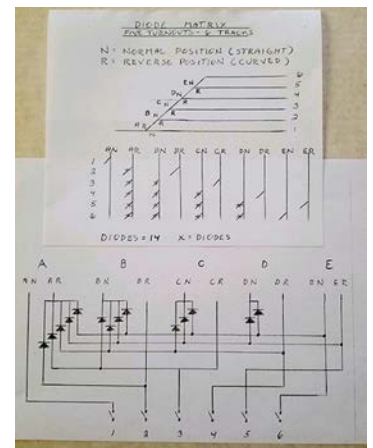 DIODE MATRIX
FIVE TURNOUTS - 6 TRACKS
N: NORMAL POSITION (STRAIGHT)
R: REVERSE POSITION (CURVED)
6
EN
5
DN R
4
CN R
3
BN R
2
AR R
N 1
AN AR BN BR CN CR DN DR EN ER
1
2
3
4
5
6
DIODES = 14 X = DIODES
A B C D E
AN AR BN BR CN CR DN DR EN ER
1 2 3 4 5 6